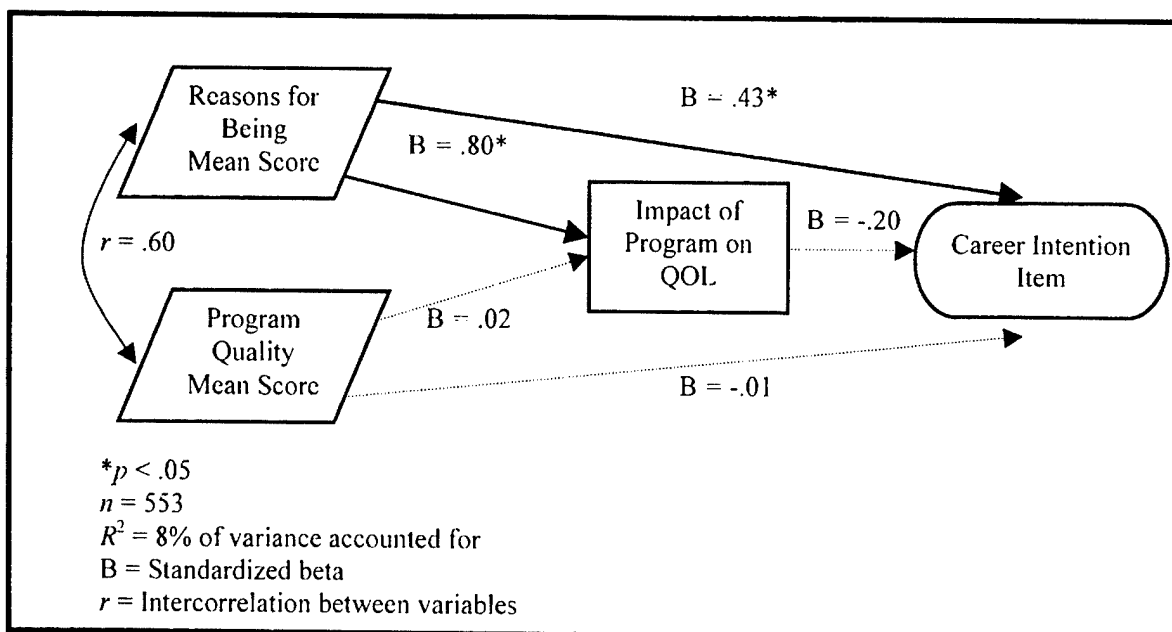 Reasons for
Being
Mean Score
B = .43*
B = .80*
Impact of
Program on
QOL
B = -.20
Career Intention
Item
r = .60
Program
Quality
Mean Score
B = .02
B = -.01
*p < .05
n = 553
R² = 8% of variance accounted for
B = Standardized beta
r = Intercorrelation between variables